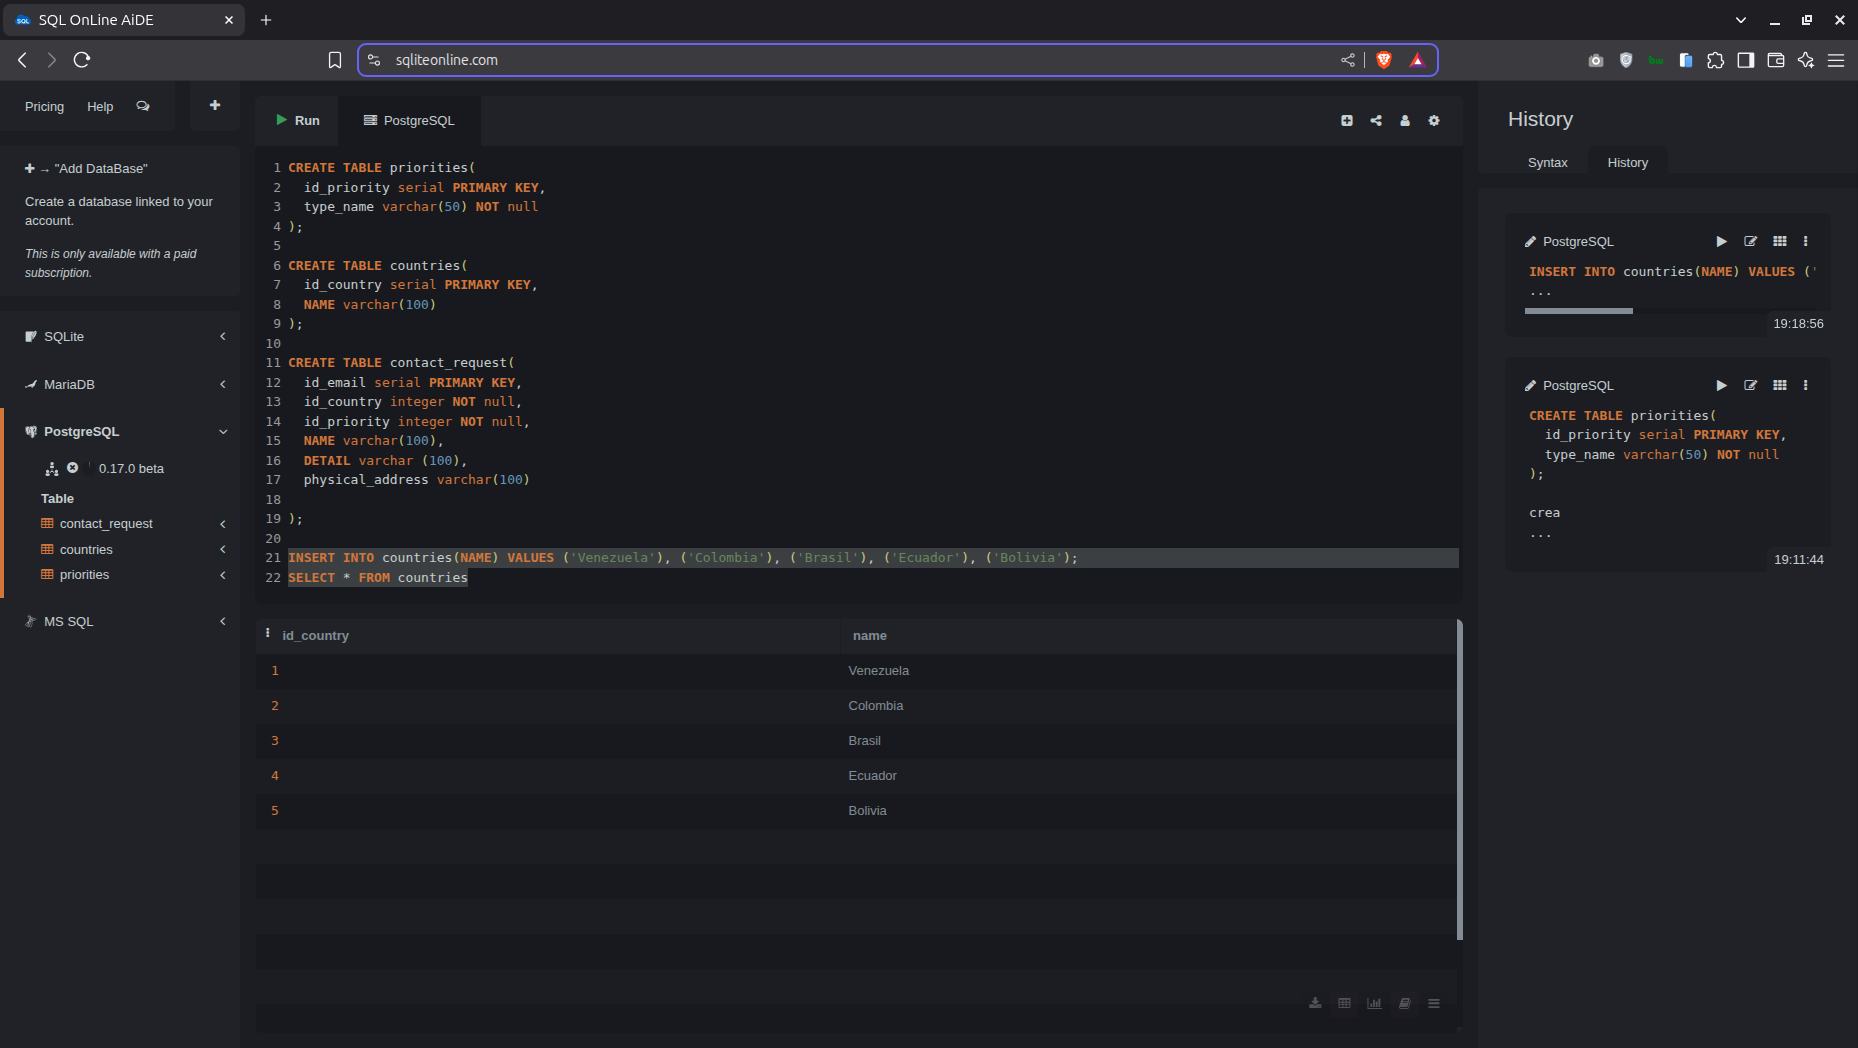 SQL OnLine AiDE
sqliteonline.com
Pricing
Help
"Add DataBase"
Create a database linked to your
account.
This is only available with a paid
subscription.
SQLite
MariaDB
PostgreSQL
0.17.0 beta
Table
contact_request
countries
priorities
MS SQL
Run
PostgreSQL
1 CREATE TABLE priorities(
2 id_priority serial PRIMARY KEY,
3 type_name varchar(50) NOT null
4 );
5
6 CREATE TABLE countries(
7 id_country serial PRIMARY KEY,
8 NAME varchar(100)
9 );
10
11 CREATE TABLE contact_request(
12 id_email serial PRIMARY KEY,
13 id_country integer NOT null,
14 id_priority integer NOT null,
15 NAME varchar(100),
16 DETAIL varchar (100),
17 physical_address varchar(100)
18
19 );
20
21 INSERT INTO countries(NAME) VALUES ('Venezuela'), ('Colombia'), ('Brasil'), ('Ecuador'), ('Bolivia');
22 SELECT * FROM countries
id_country name
1 Venezuela
2 Colombia
3 Brasil
4 Ecuador
5 Bolivia
History
Syntax
History
PostgreSQL
INSERT INTO countries(NAME) VALUES ('
...
19:18:56
PostgreSQL
CREATE TABLE priorities(
id_priority serial PRIMARY KEY,
type_name varchar(50) NOT null
);
crea
...
19:11:44